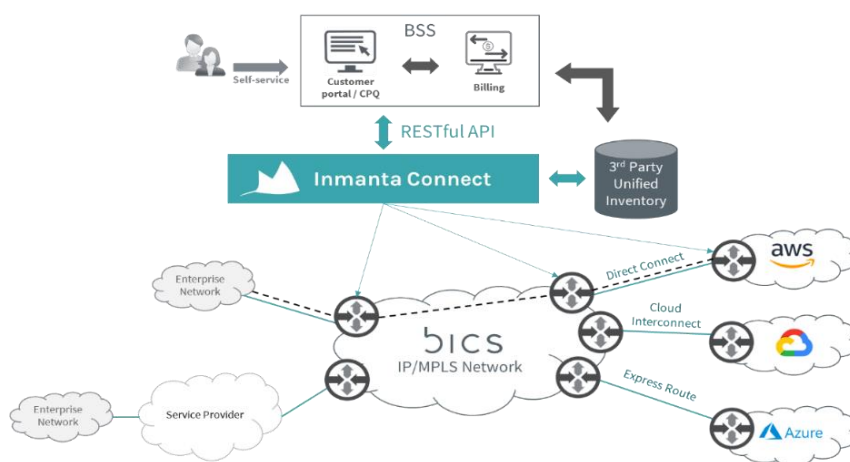 BSS
Self-service
Customer
portal / CPQ
Billing
RESTful API
Inmanta Connect
3rd Party
Unified
Inventory
Enterprise
Network
Direct Connect
aws
Cloud
Interconnect
bics
IP/MPLS Network
Express Route
Enterprise
Network
Service Provider
Azure